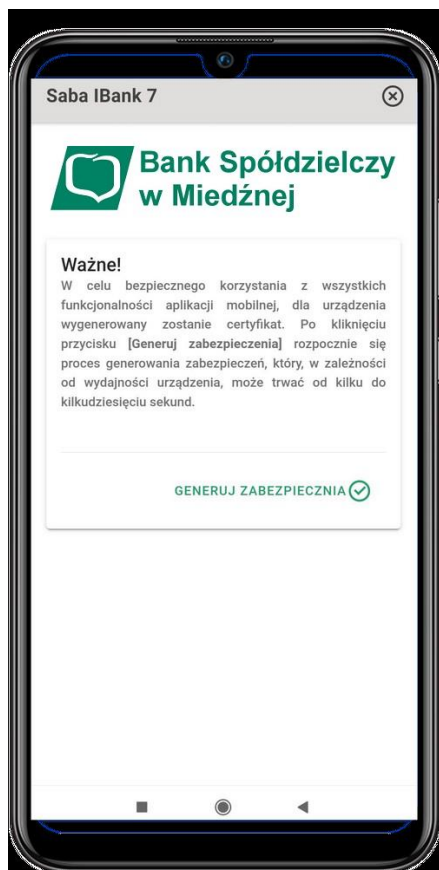 Saba IBank 7
Bank Spółdzielczy
w Miedźnej
Ważne!
W celu bezpiecznego korzystania z wszystkich
funkcjonalności aplikacji mobilnej, dla urządzenia
wygenerowany zostanie certyfikat. Po kliknięciu
przycisku [Generuj zabezpieczenia] rozpocznie się
proces generowania zabezpieczeń, który, w zależności
od wydajności urządzenia, może trwać od kilku do
kilkudziesięciu sekund.
GENERUJ ZABEZPIECZNIA